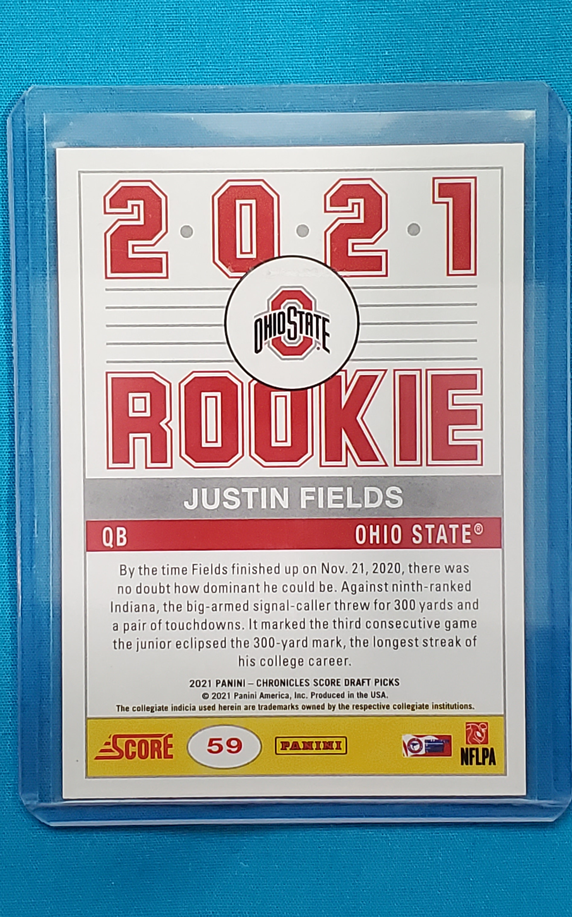 2·0·2·1
OHIO STATE
ROOKIE
JUSTIN FIELDS
QB OHIO STATE®
By the time Fields finished up on Nov. 21, 2020, there was
no doubt how dominant he could be. Against ninth-ranked
Indiana, the big-armed signal-caller threw for 300 yards and
a pair of touchdowns. It marked the third consecutive game
the junior eclipsed the 300-yard mark, the longest streak of
his college career.
2021 PANINI – CHRONICLES SCORE DRAFT PICKS
© 2021 Panini America, Inc. Produced in the USA.
The collegiate indicia used herein are trademarks owned by the respective collegiate institutions.
SCORE 59 PANINI NFLPA